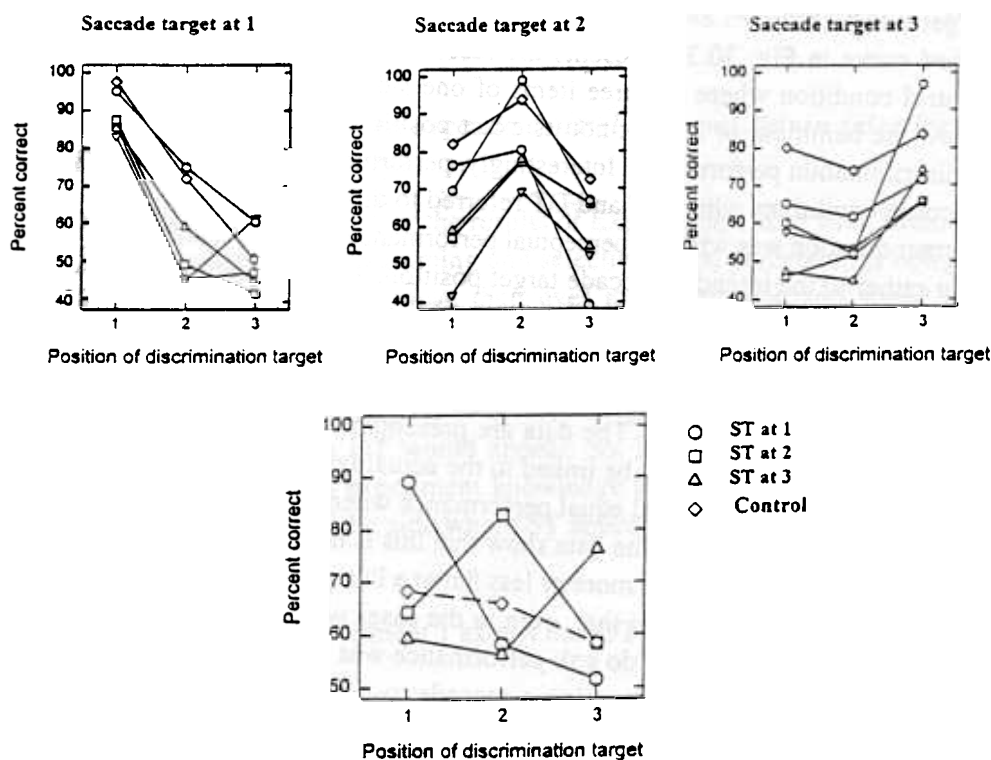 Saccade target at 1
Saccade target at 2
Saccade target at 3
Percent correct
100
90
80
70
60
50
40
1 2 3
Position of discrimination target
Percent correct
100
90
80
70
60
50
40
1 2 3
Position of discrimination target
Percent correct
100
90
80
70
60
50
40
1 2 3
Position of discrimination target
Percent correct
100
90
80
70
60
50
1 2 3
Position of discrimination target
ST at 1
ST at 2
ST at 3
Control